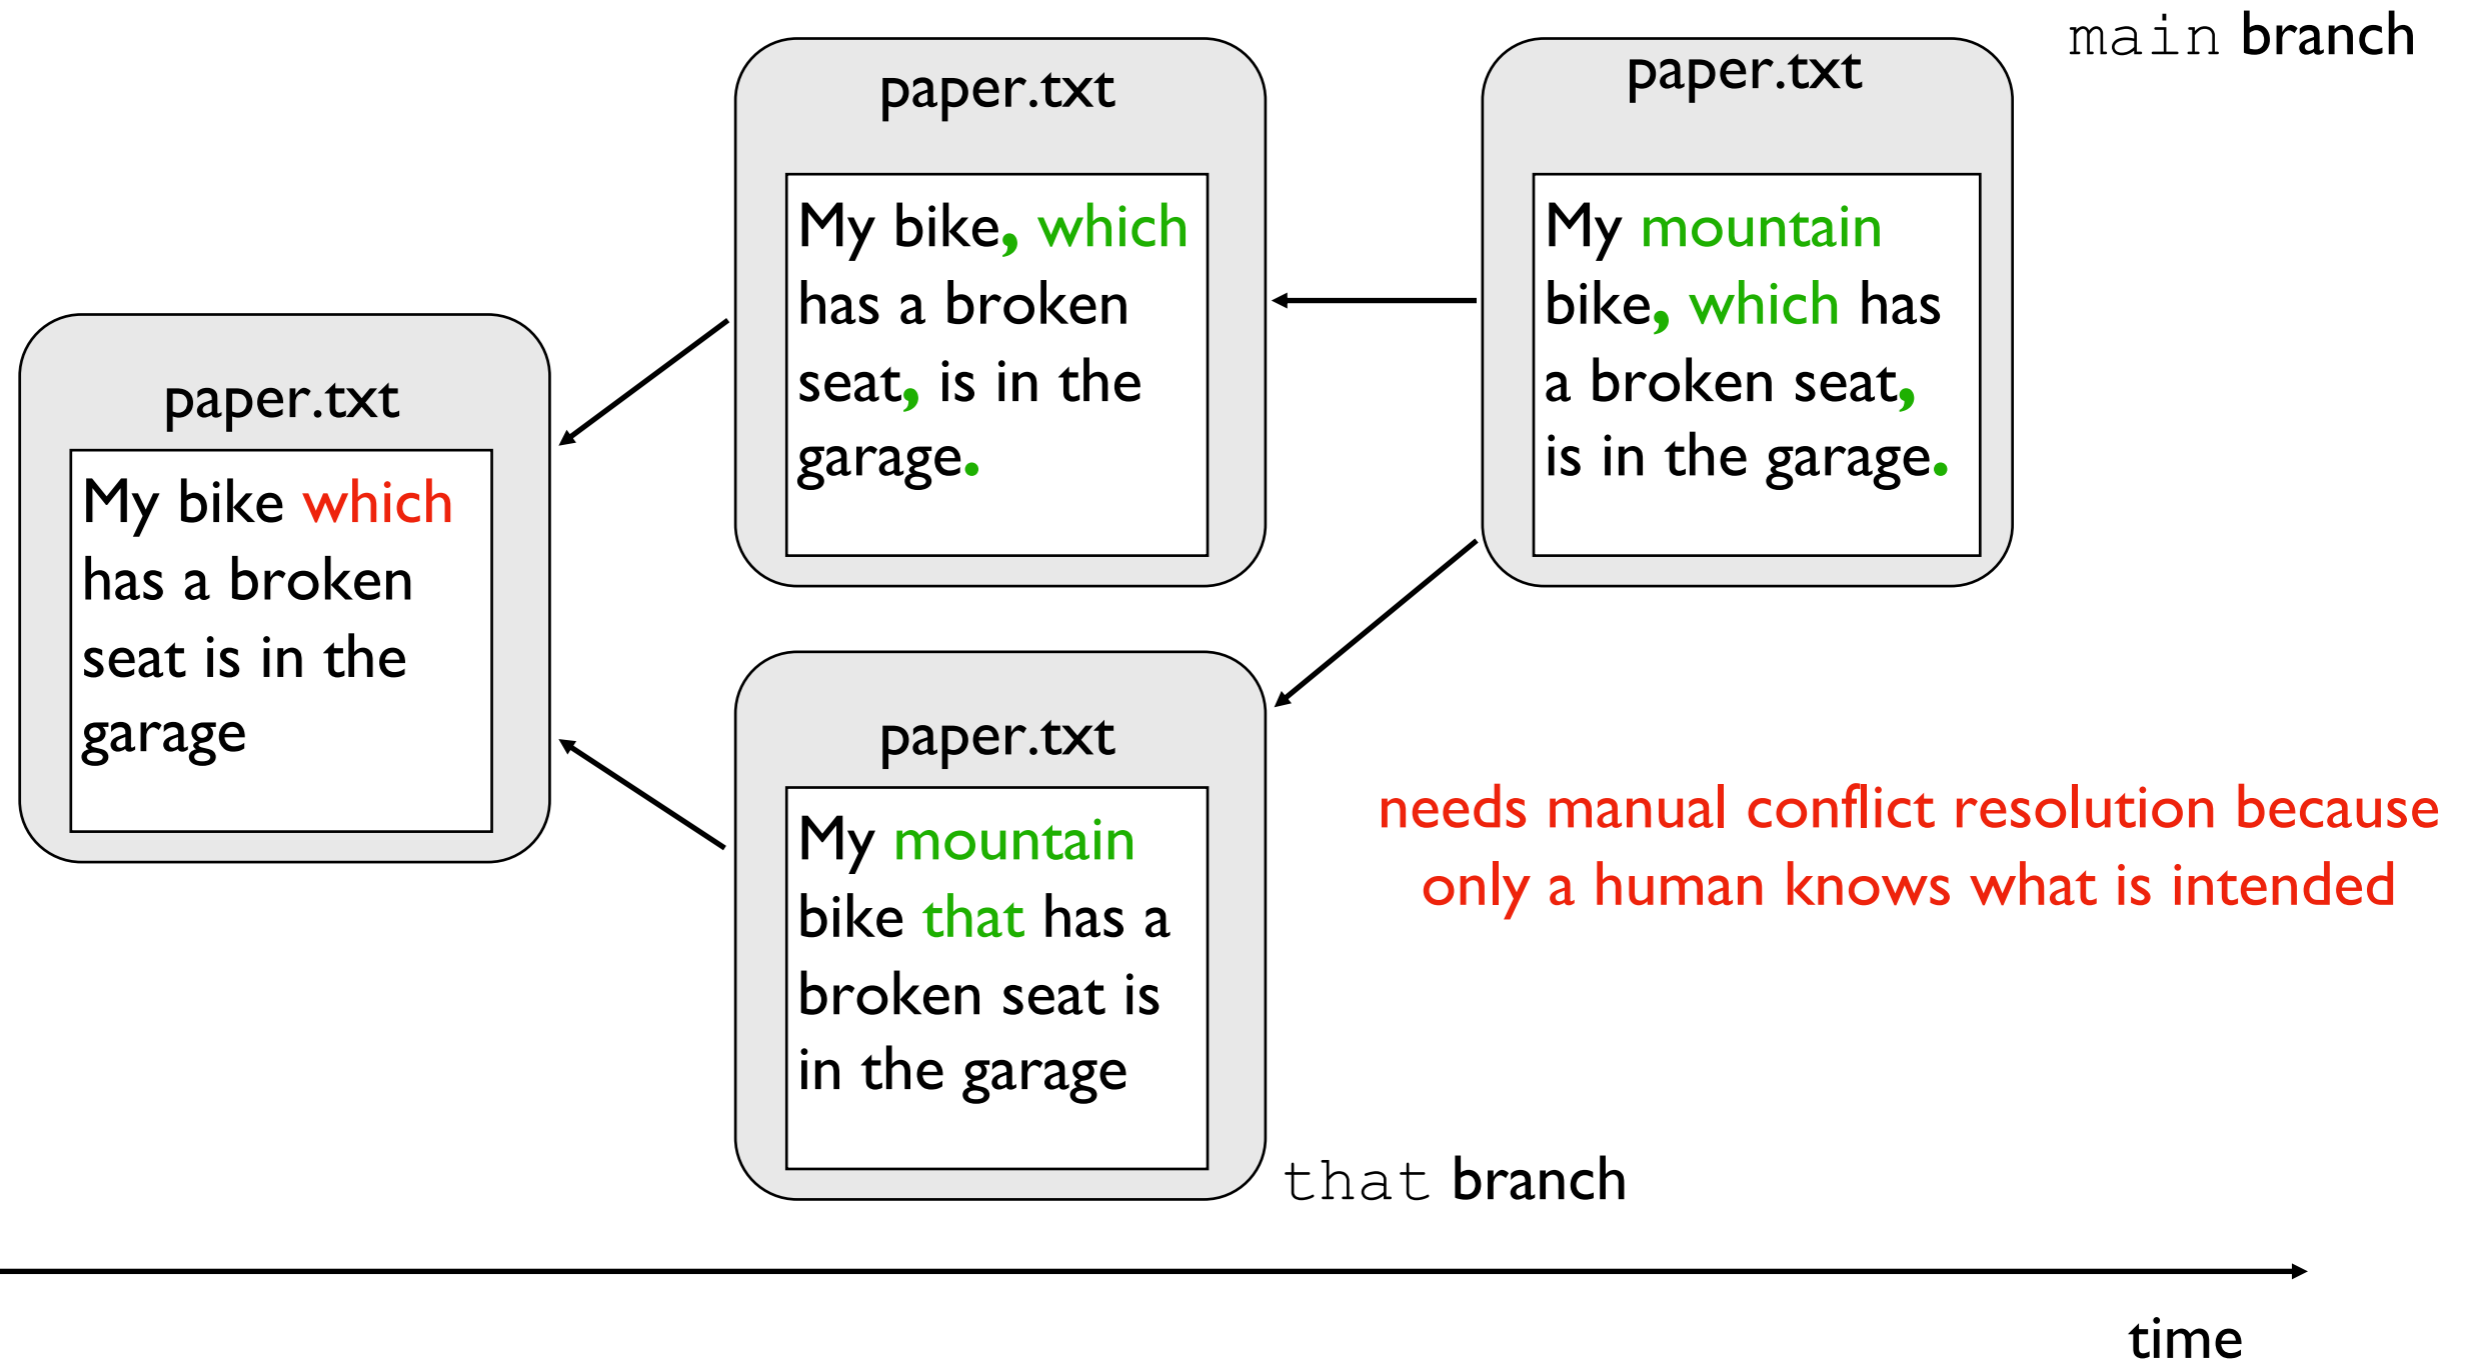 main branch
paper.txt
My bike, which
has a broken
seat, is in the
garage.
paper.txt
My mountain
bike, which has
a broken seat,
is in the garage.
paper.txt
My bike which
has a broken
seat is in the
garage
paper.txt
My mountain
bike that has a
broken seat is
in the garage
needs manual conflict resolution because
only a human knows what is intended
that branch
time